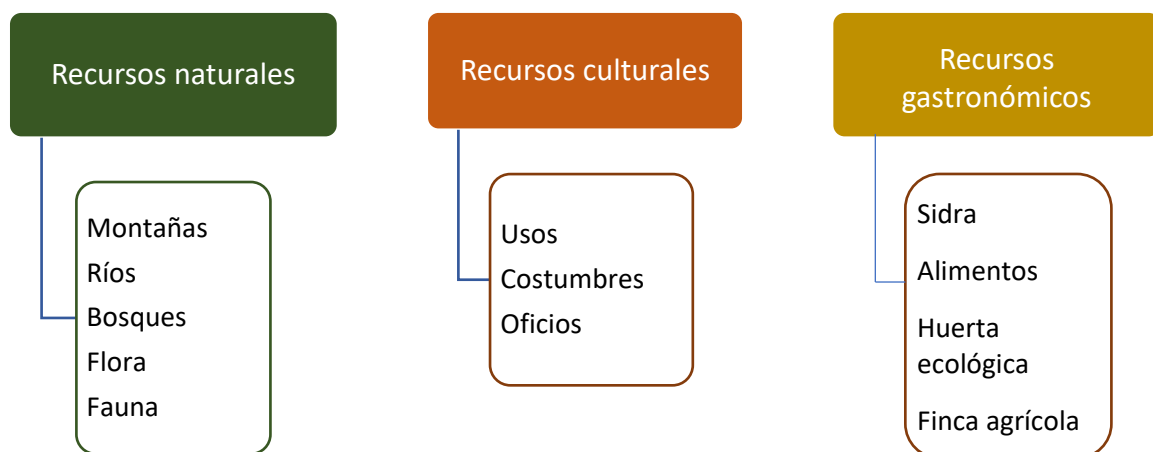 Recursos naturales
Montañas
Ríos
Bosques
Flora
Fauna
Recursos culturales
Usos
Costumbres
Oficios
Recursos
gastronómicos
Sidra
Alimentos
Huerta
ecológica
Finca agrícola